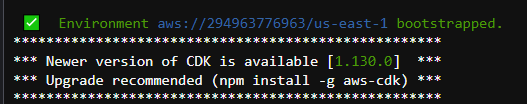 ✅  Environment aws://294963776963/us-east-1 bootstrapped.
****************************************************
*** Newer version of CDK is available [1.130.0]  ***
*** Upgrade recommended (npm install -g aws-cdk) ***
****************************************************